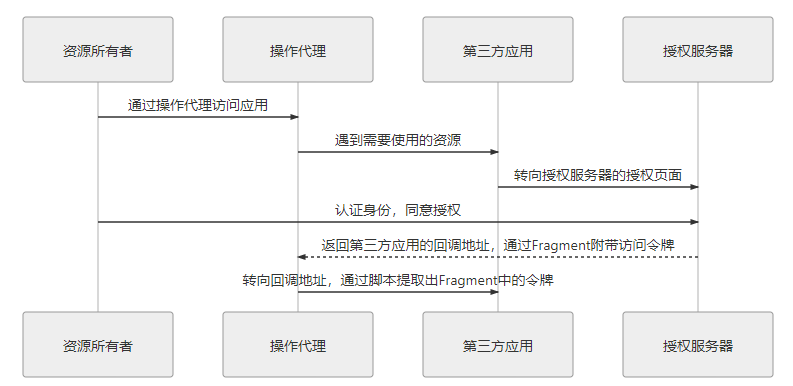 资源所有者
操作代理
第三方应用
授权服务器
通过操作代理访问应用
遇到需要使用的资源
转向授权服务器的授权页面
认证身份，同意授权
返回第三方应用的回调地址，通过Fragment附带访问令牌
转向回调地址，通过脚本提取出Fragment中的令牌
资源所有者
操作代理
第三方应用
授权服务器